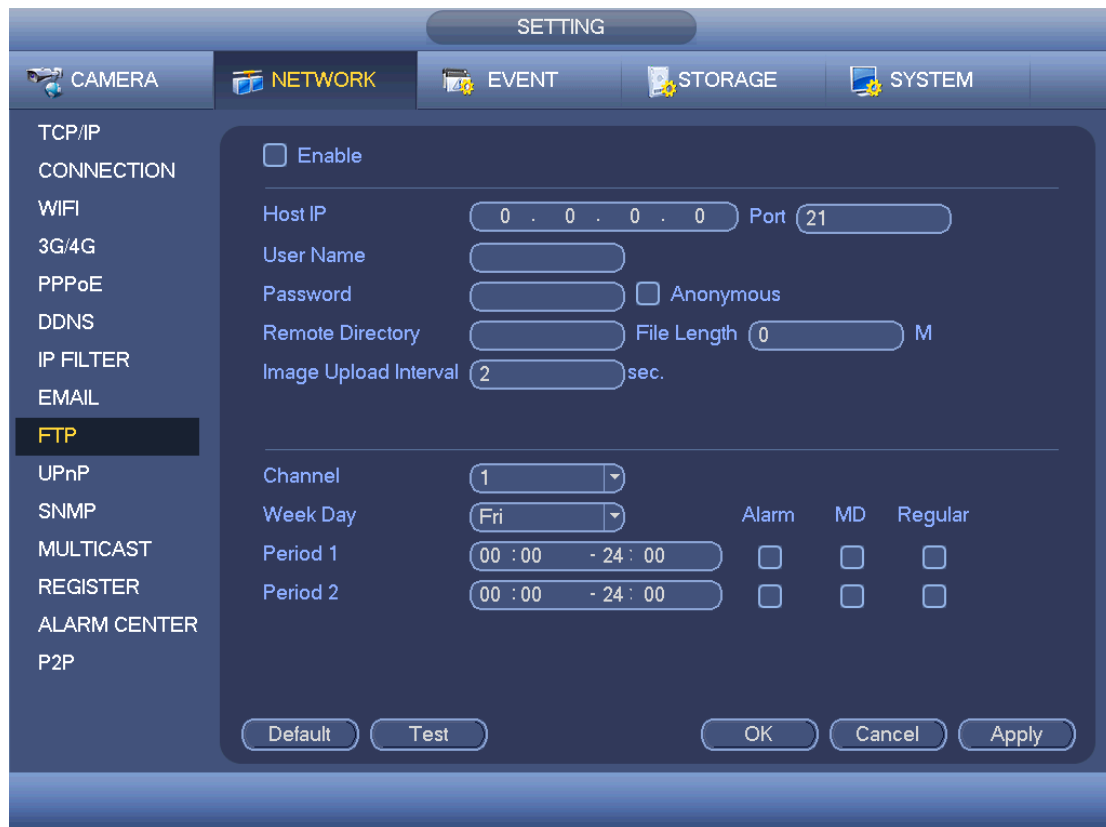 SETTING
CAMERA NETWORK EVENT STORAGE SYSTEM
TCP/IP
CONNECTION
WIFI
3G/4G
PPPoE
DDNS
IP FILTER
EMAIL
FTP
UPnP
SNMP
MULTICAST
REGISTER
ALARM CENTER
P2P
Enable
Host IP 0 . 0 . 0 . 0 Port 21
User Name
Password Anonymous
Remote Directory File Length 0 M
Image Upload Interval 2 sec.
Channel 1
Week Day Fri Alarm MD Regular
Period 1 00 :00 - 24 : 00
Period 2 00 :00 - 24 : 00
Default Test OK Cancel Apply